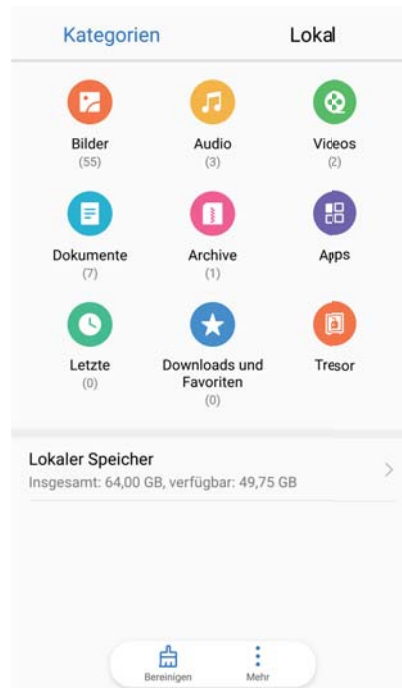 Kategorien Lokal
Bilder Audio Videos
(55) (3) (2)
Dokumente Archive Apps
(7) (1)
Letzte Downloads und Tresor
(0) Favoriten
(0)
Lokaler Speicher
Insgesamt: 64,00 GB, verfügbar: 49,75 GB
Bereinigen Mehr